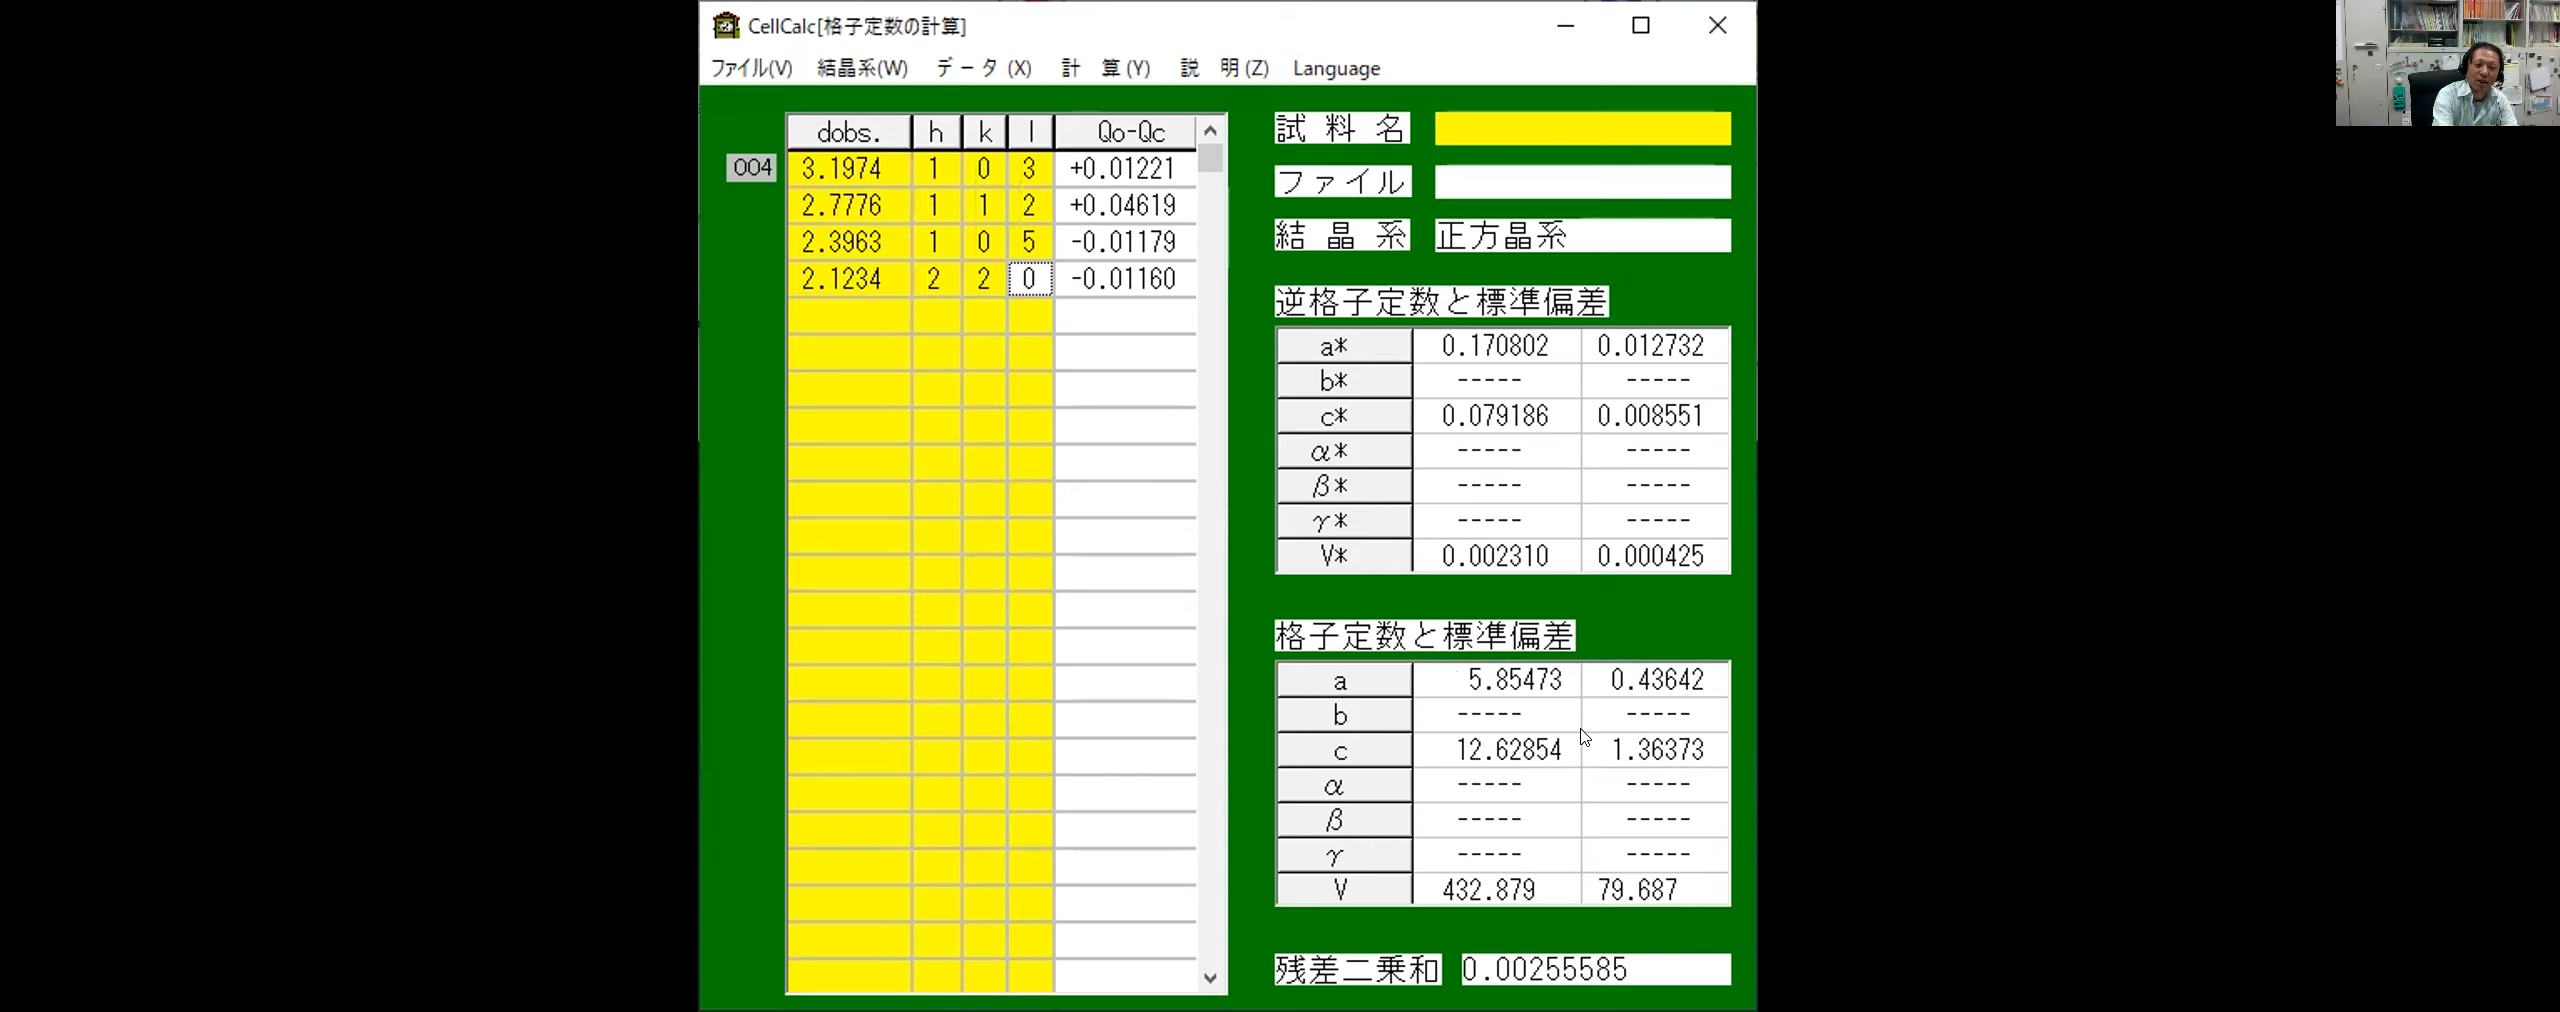 CellCalc[格子定数の計算]
ファイル(V) 結晶系(W) データ(X) 計 算(Y) 説 明(Z) Language
dobs. h k l Qo-Qc
004 3.1974 1 0 3 +0.01221
2.7776 1 1 2 +0.04619
2.3963 1 0 5 -0.01179
2.1234 2 2 0 -0.01160
試 料 名
ファイル
結 晶 系 正方晶系
逆格子定数と標準偏差
a* 0.170802 0.012732
b* ----- -----
c* 0.079186 0.008551
α* ----- -----
β* ----- -----
γ* ----- -----
V* 0.002310 0.000425
格子定数と標準偏差
a 5.85473 0.43642
b ----- -----
c 12.62854 1.36373
α ----- -----
β ----- -----
γ ----- -----
V 432.879 79.687
残差二乗和 0.00255585